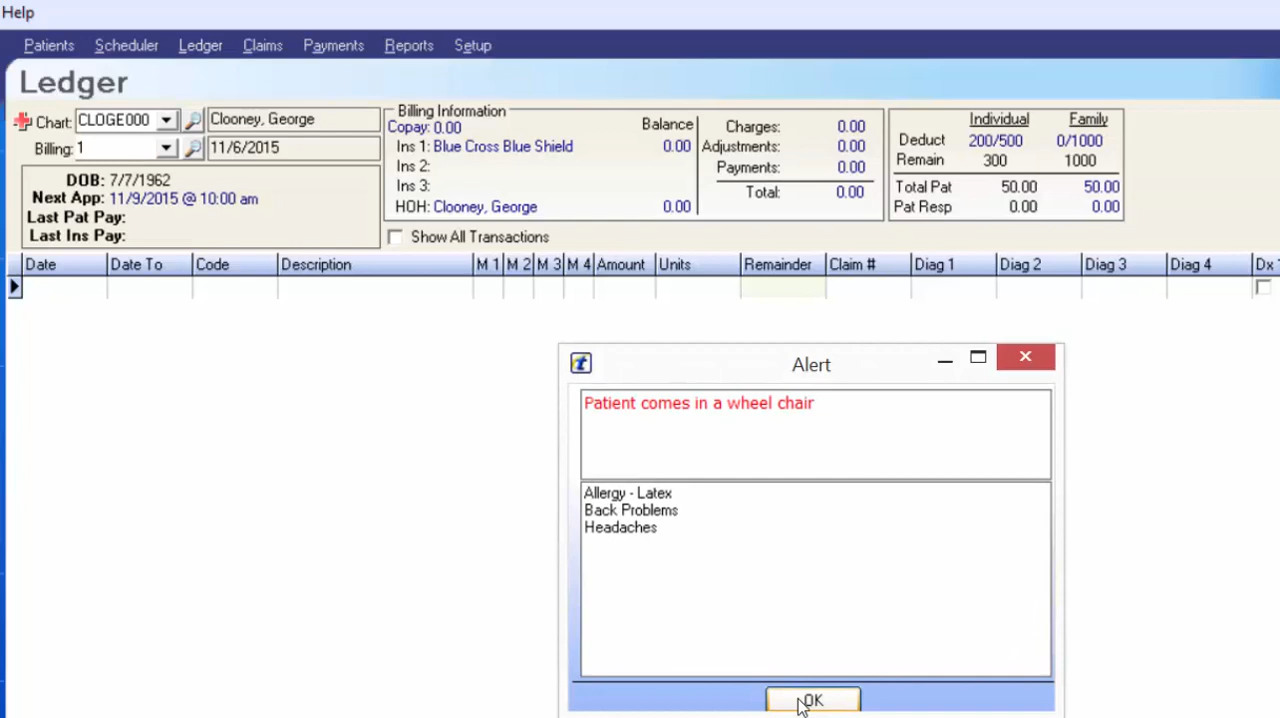 Help
Patients Scheduler Ledger Claims Payments Reports Setup
Ledger
Chart: CLOGE000 Clooney, George
Billing: 1 11/6/2015
DOB: 7/7/1962
Next App: 11/9/2015 @ 10:00 am
Last Pat Pay:
Last Ins Pay:
Billing Information
Copay: 0.00 Balance
Ins 1: Blue Cross Blue Shield 0.00
Ins 2:
Ins 3:
HOH: Clooney, George 0.00
Charges: 0.00
Adjustments: 0.00
Payments: 0.00
Total: 0.00
Individual Family
Deduct 200/500 0/1000
Remain 300 1000
Total Pat 50.00 50.00
Pat Resp 0.00 0.00
Show All Transactions
Date Date To Code Description M 1 M 2 M 3 M 4 Amount Units Remainder Claim # Diag 1 Diag 2 Diag 3 Diag 4 Dx
Alert
Patient comes in a wheel chair
Allergy - Latex
Back Problems
Headaches
OK